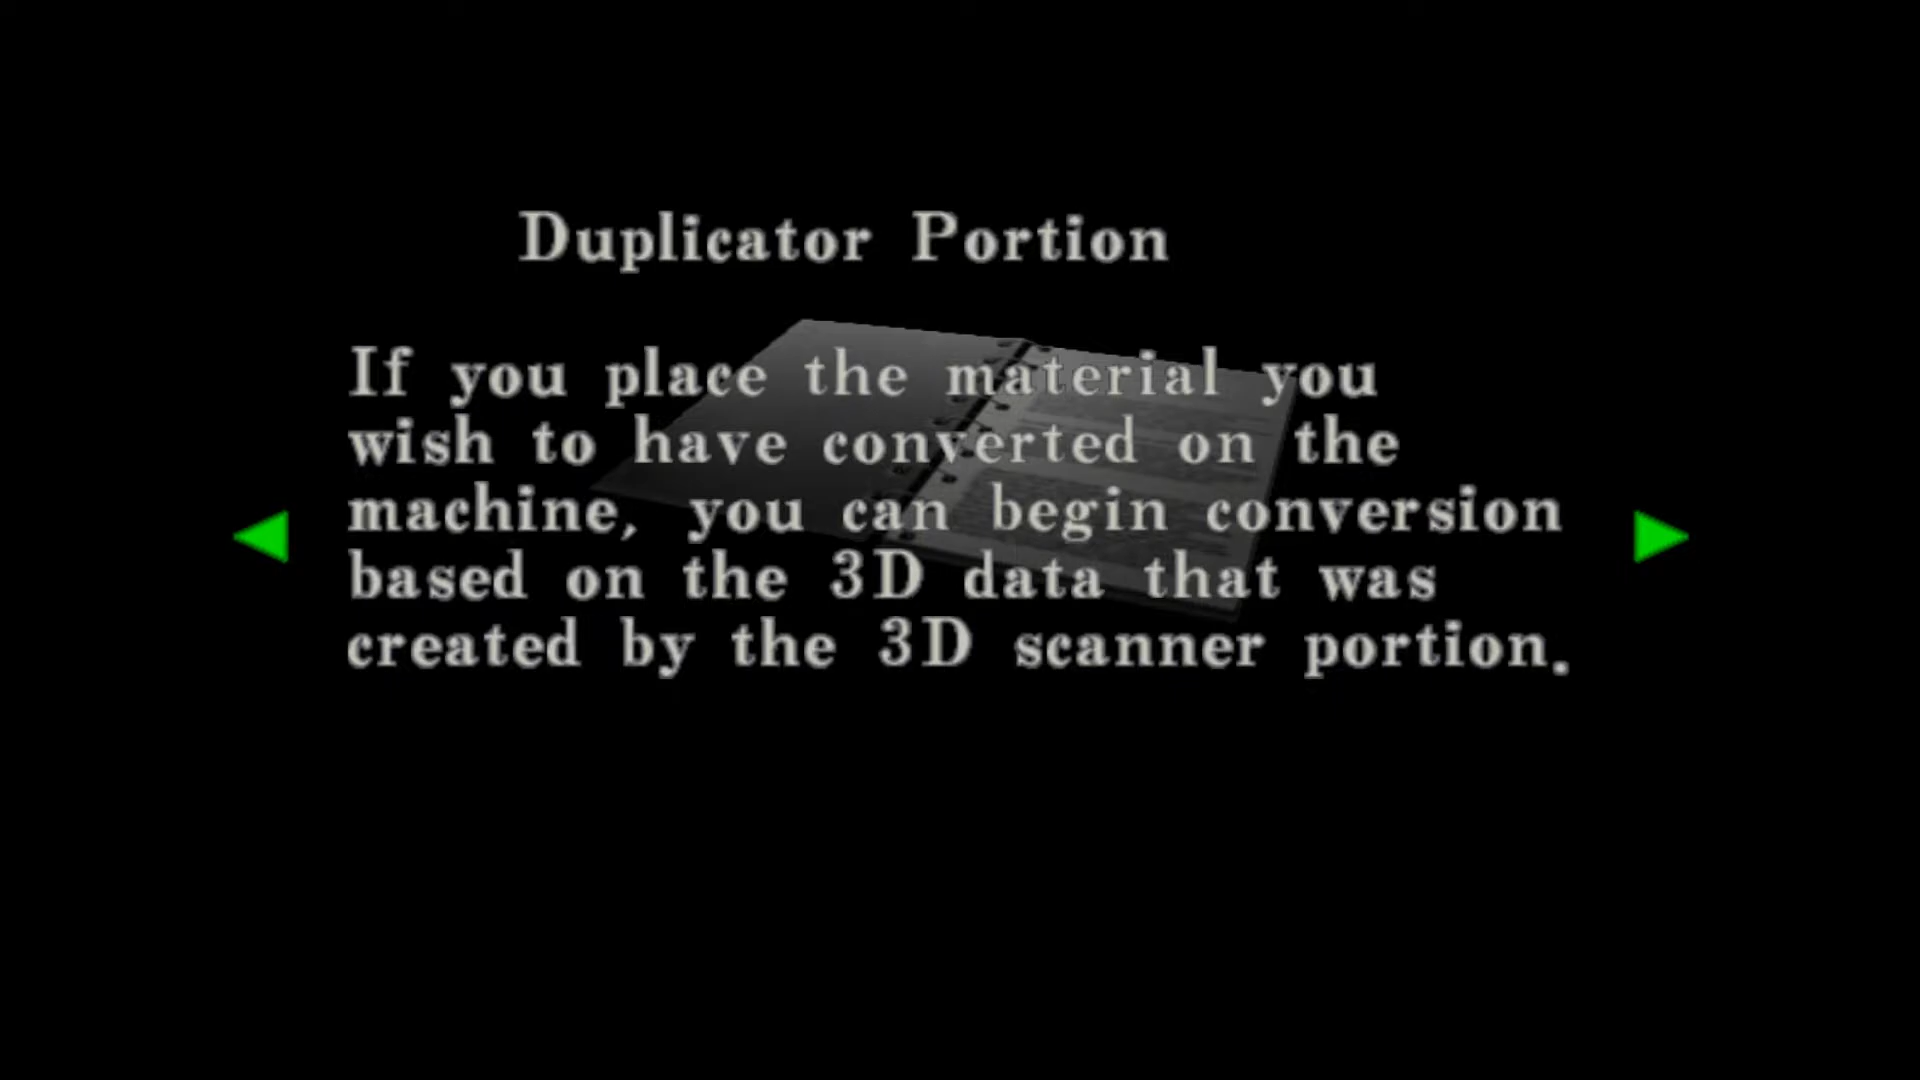 Duplicator Portion
If you place the material you
wish to have converted on the
machine, you can begin conversion
based on the 3D data that was
created by the 3D scanner portion.